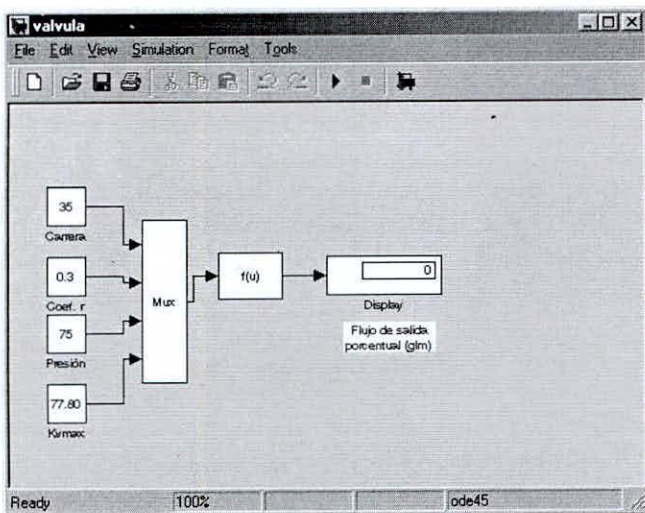 valvula
File Edit View Simulation Format Tools
35
Carrera
0.3
Coef. r
75
Presión
77.80
Kvmax
Mux
f(u)
0
Display
Flujo de salida
porcentual (glm)
Ready 100% ode45